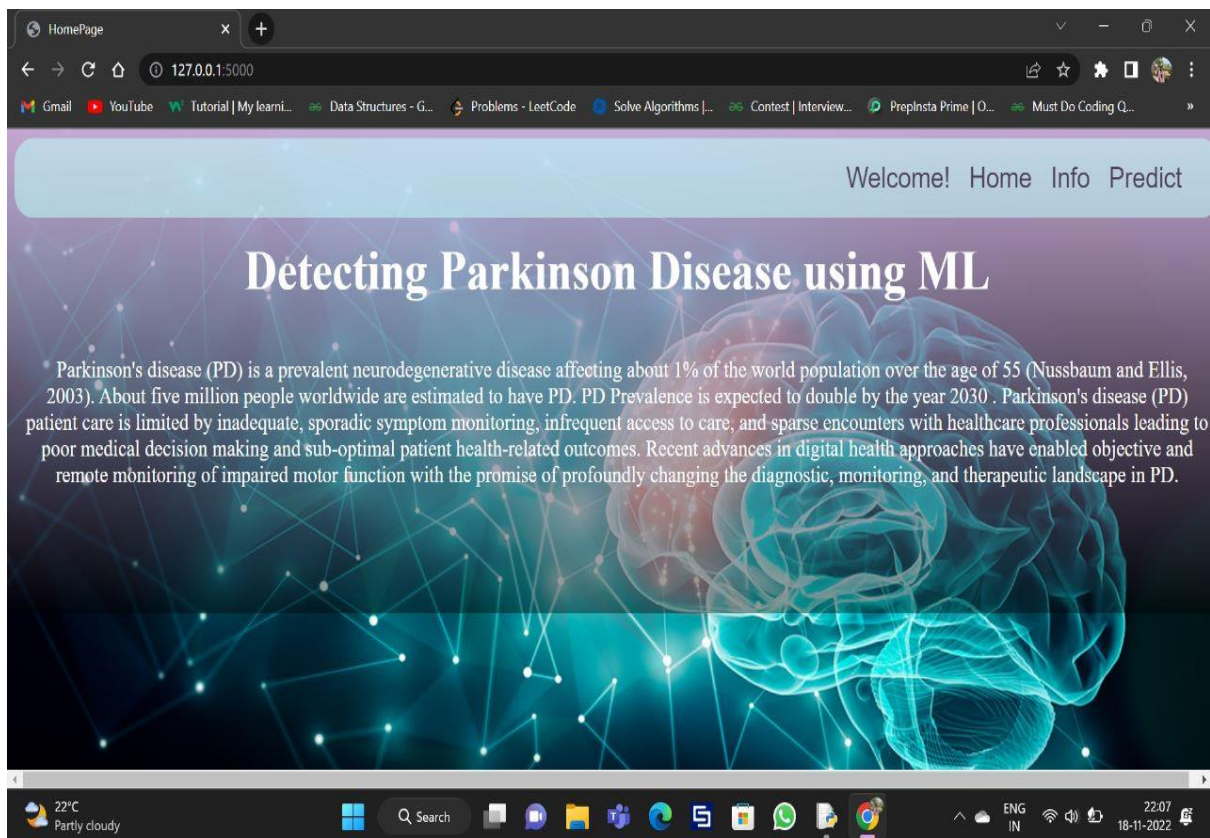 HomePage
127.0.0.1:5000
Gmail YouTube Tutorial | My learni... Data Structures - G... Problems - LeetCode Solve Algorithms |... Contest | Interview... PrepInsta Prime | O... Must Do Coding Q... »
Welcome! Home Info Predict
Detecting Parkinson Disease using ML
Parkinson's disease (PD) is a prevalent neurodegenerative disease affecting about 1% of the world population over the age of 55 (Nussbaum and Ellis,
2003). About five million people worldwide are estimated to have PD. PD Prevalence is expected to double by the year 2030 . Parkinson's disease (PD)
patient care is limited by inadequate, sporadic symptom monitoring, infrequent access to care, and sparse encounters with healthcare professionals leading to
poor medical decision making and sub-optimal patient health-related outcomes. Recent advances in digital health approaches have enabled objective and
remote monitoring of impaired motor function with the promise of profoundly changing the diagnostic, monitoring, and therapeutic landscape in PD.
22°C
Partly cloudy
Search
ENG
IN
22:07
18-11-2022